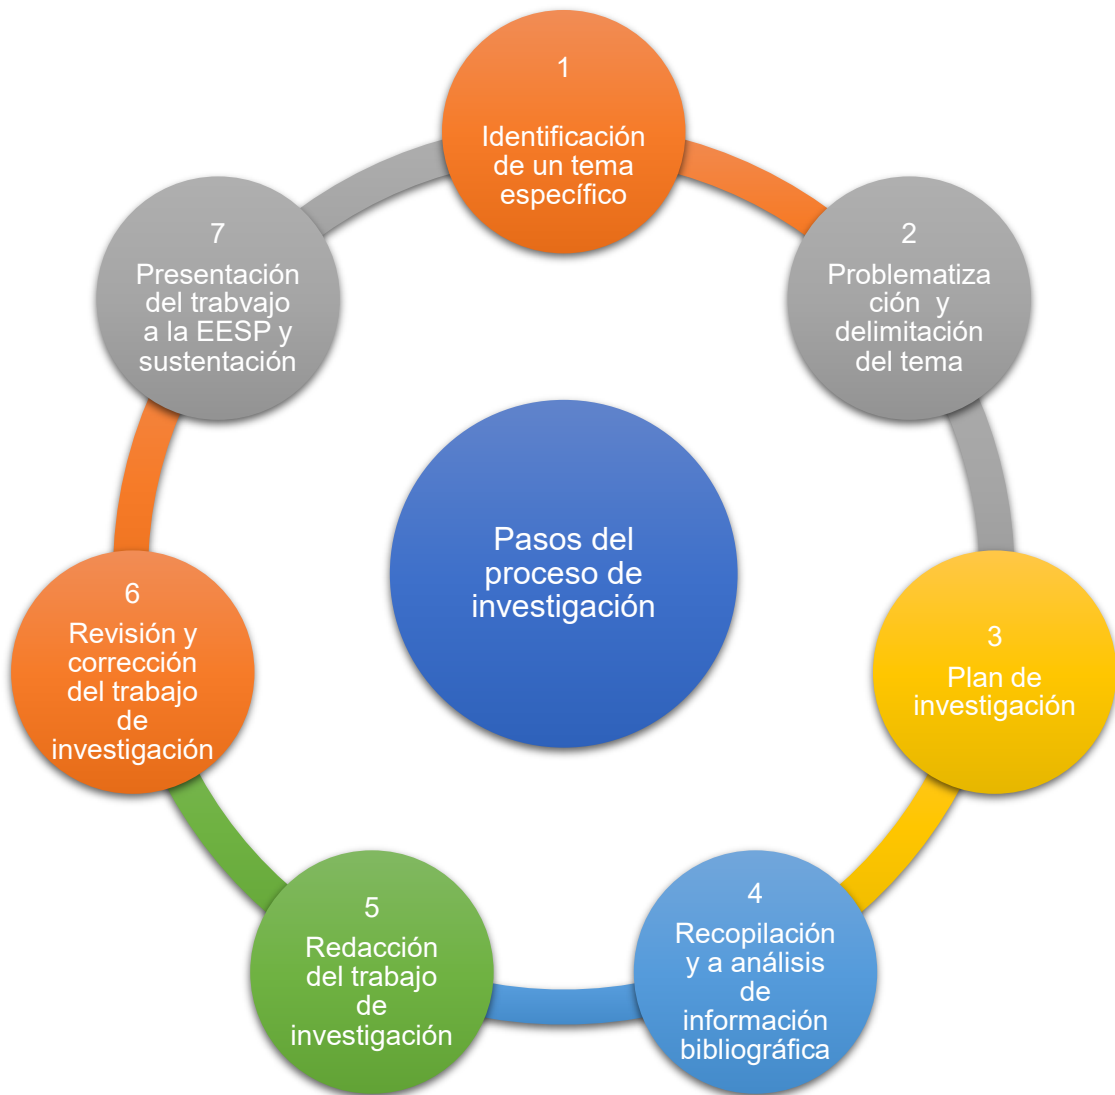 1
Identificación
de un tema
específico
2
Problematiza
ción y
delimitación
del tema
3
Plan de
investigación
4
Recopilación
y a análisis
de
información
bibliográfica
5
Redacción
del trabajo
de
investigación
6
Revisión y
corrección
del trabajo
de
investigación
7
Presentación
del trabvajo
a la EESP y
sustentación
Pasos del
proceso de
investigación